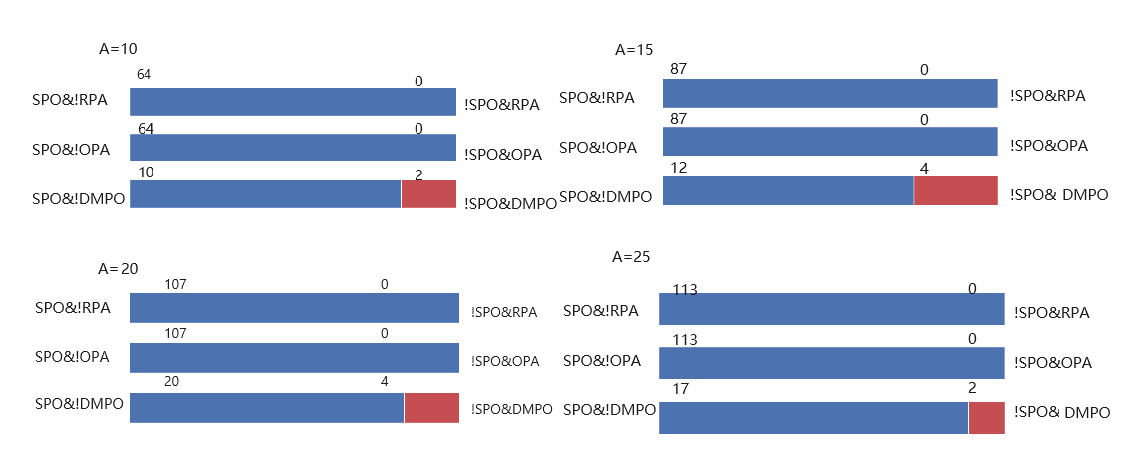 A=10
64 0
SPO&!RPA !SPO&RPA
64 0
SPO&!OPA !SPO&OPA
10 2
SPO&!DMPO !SPO&DMPO
A=15
87 0
SPO&!RPA !SPO&RPA
87 0
SPO&!OPA !SPO&OPA
12 4
SPO&!DMPO !SPO& DMPO
A=20
107 0
SPO&!RPA !SPO&RPA
107 0
SPO&!OPA !SPO&OPA
20 4
SPO&!DMPO !SPO&DMPO
A=25
113 0
SPO&!RPA !SPO&RPA
113 0
SPO&!OPA !SPO&OPA
17 2
SPO&!DMPO !SPO& DMPO